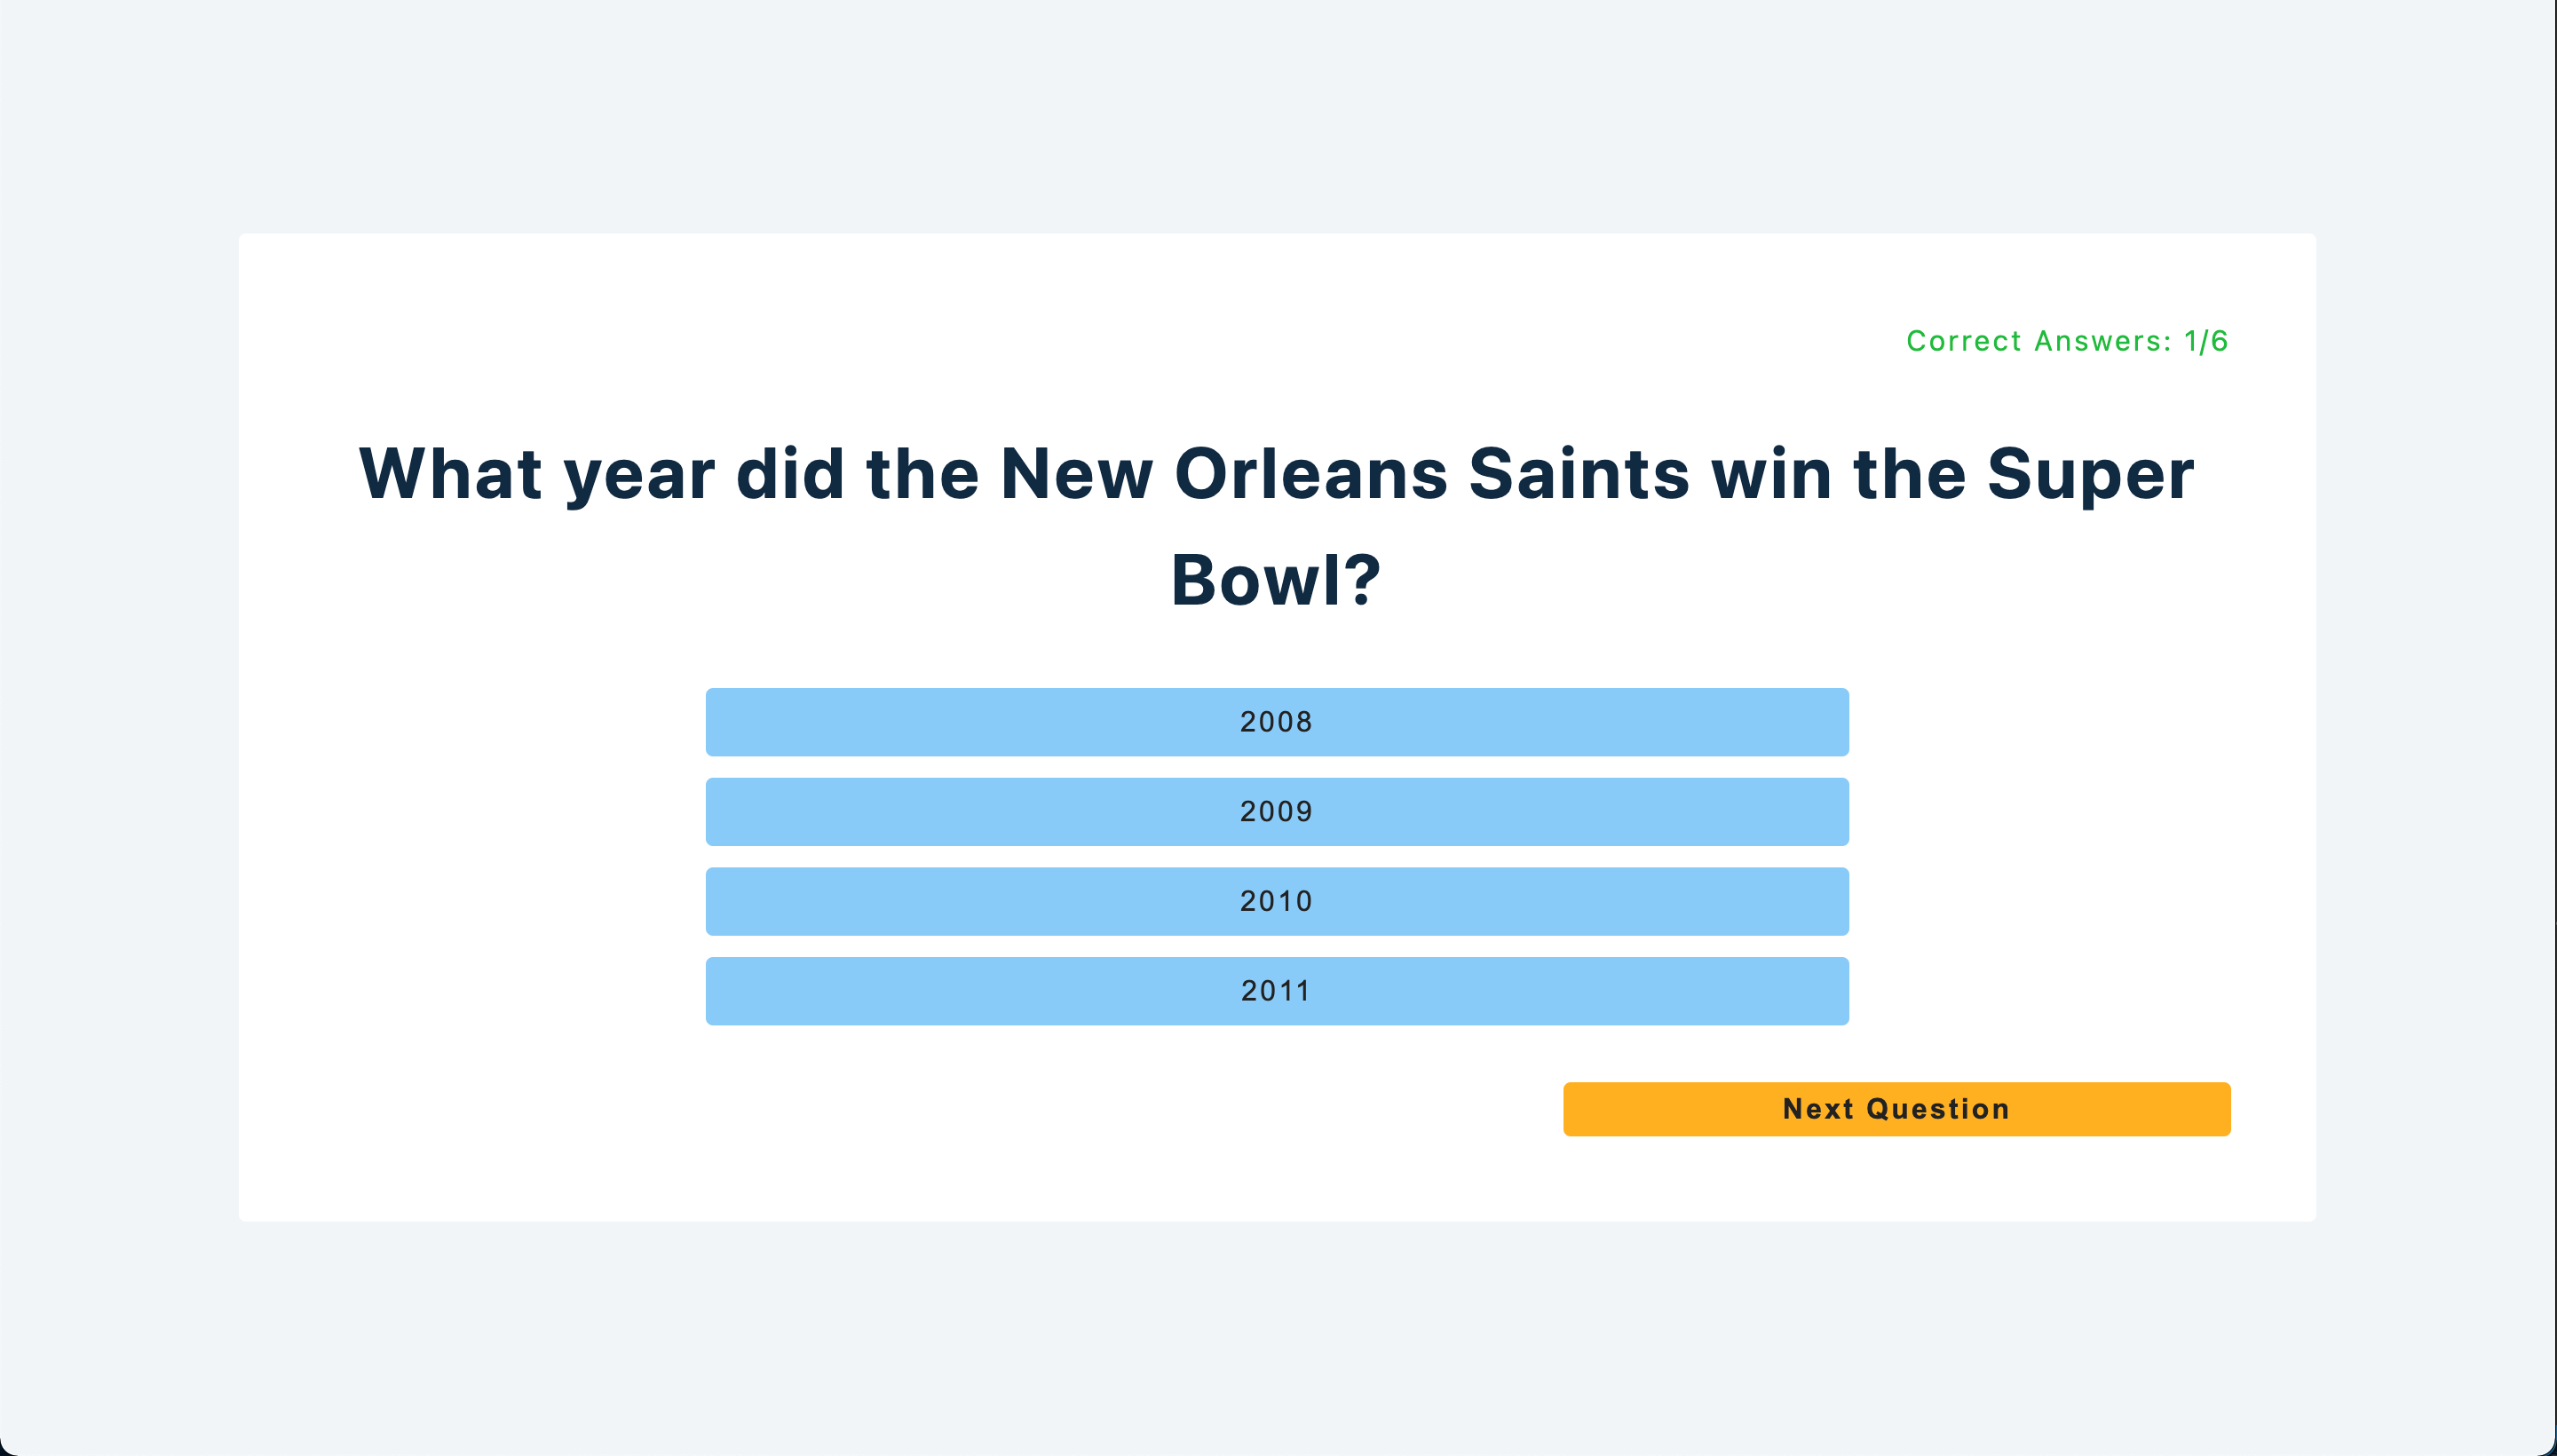 Correct Answers: 1/6
What year did the New Orleans Saints win the Super
Bowl?
2008
2009
2010
2011
Next Question